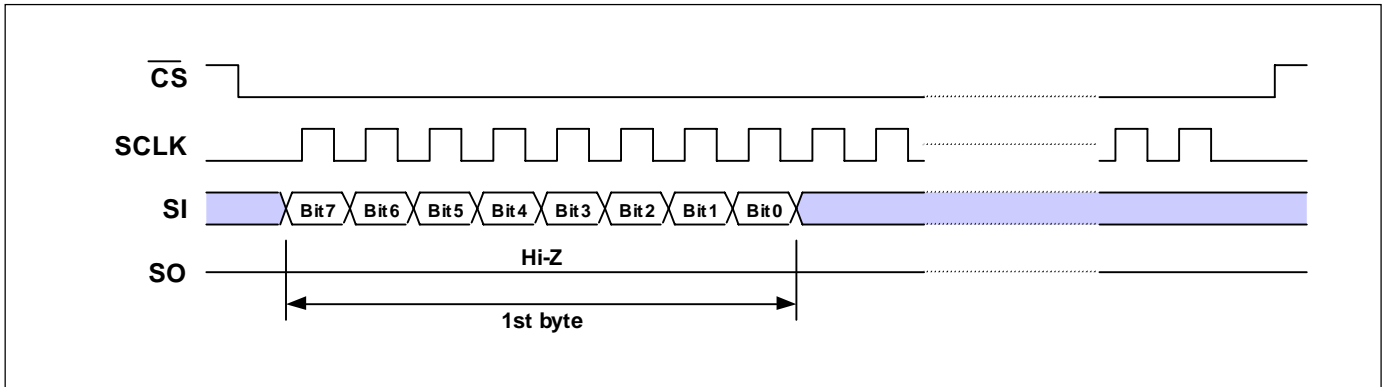 CS
SCLK
SI Bit7 Bit6 Bit5 Bit4 Bit3 Bit2 Bit1 Bit0
Hi-Z
SO
1st byte